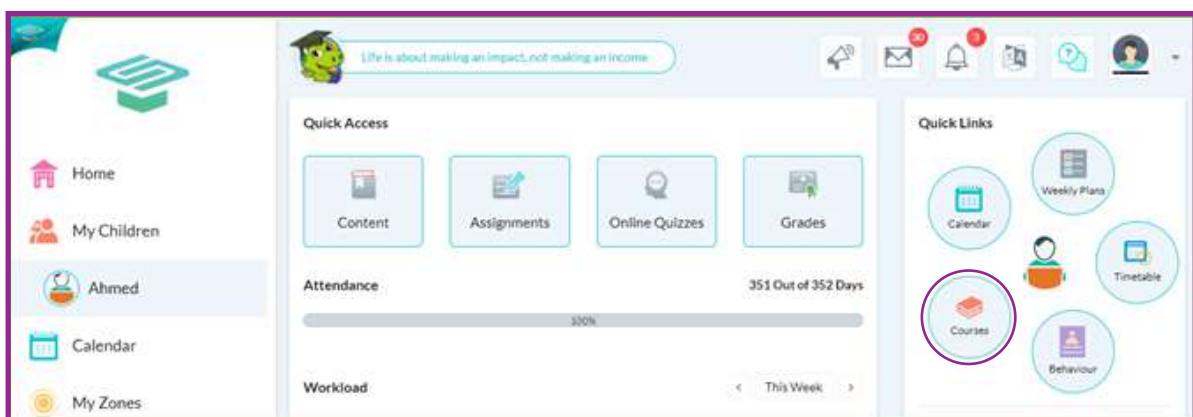 Life is about making an impact, not making an income
30
3
Home
My Children
Ahmed
Calendar
My Zones
Quick Access
Content
Assignments
Online Quizzes
Grades
Attendance
351 Out of 352 Days
100%
Workload
< This Week >
Quick Links
Weekly Plans
Calendar
Timetable
Courses
Behaviour